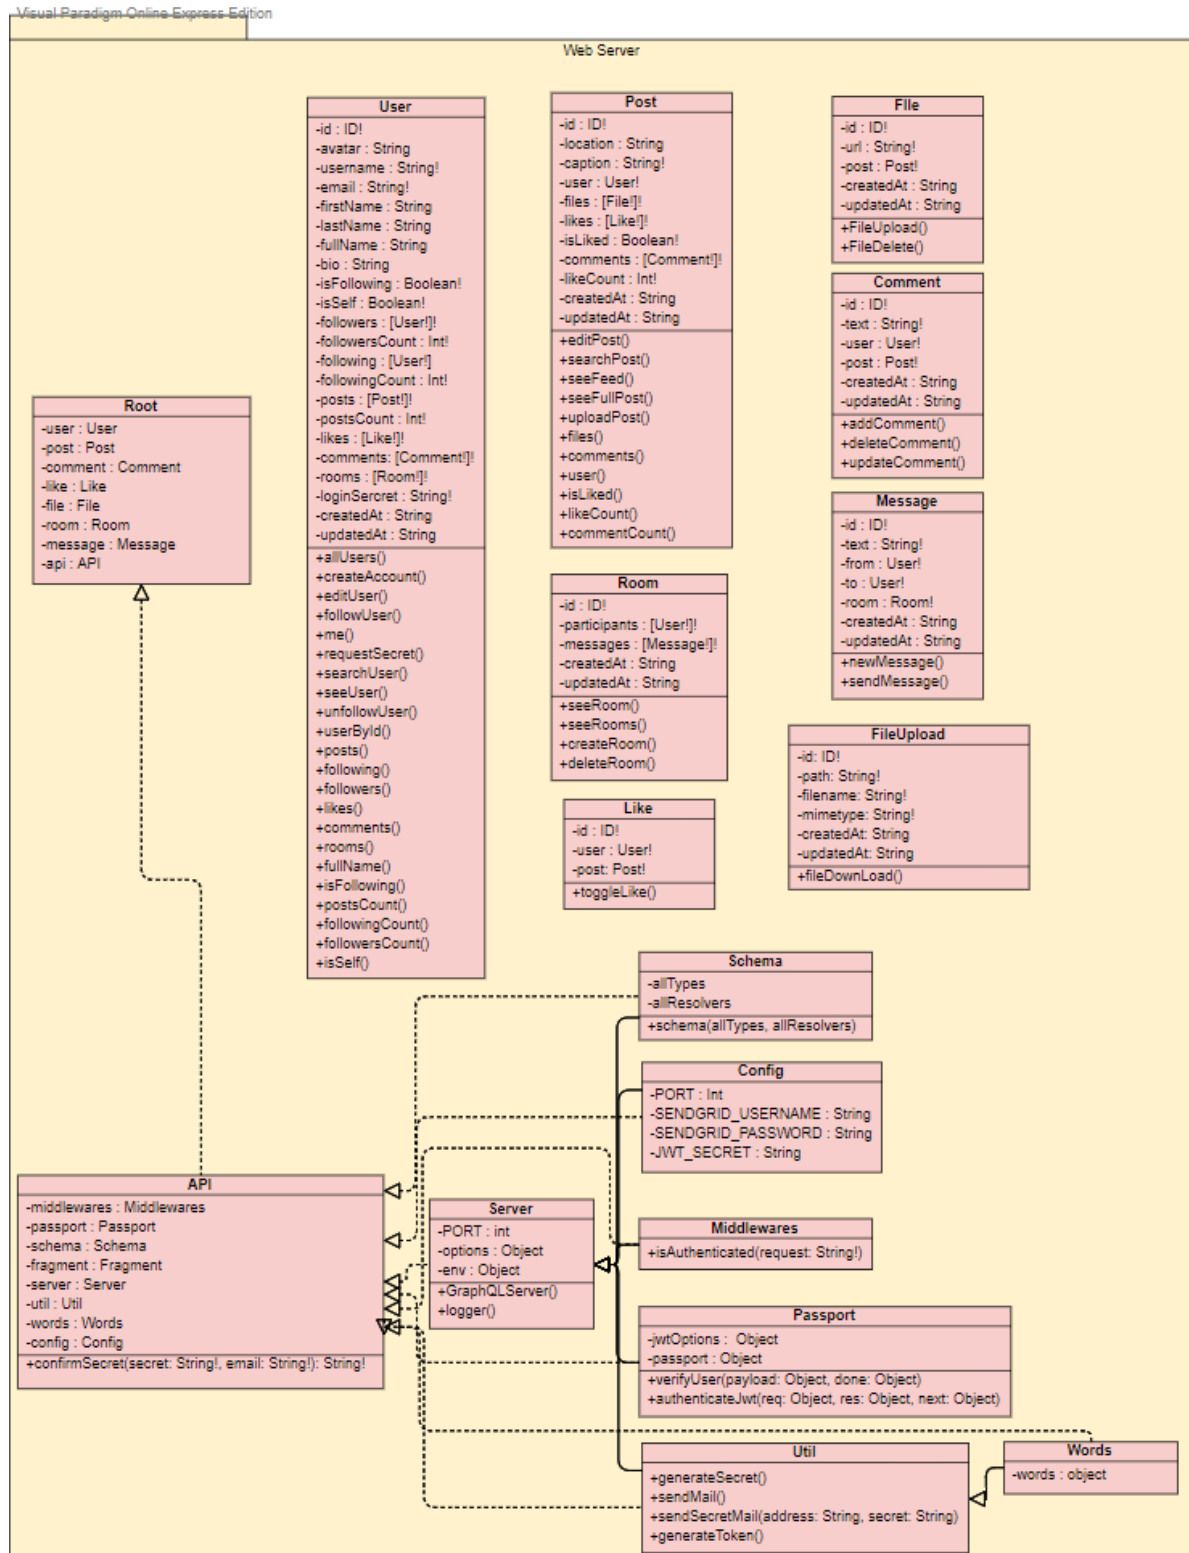 Visual Paradigm Online Express Edition
Web Server
User
-id : ID!
-avatar : String
-username : String!
-email : String!
-firstName : String
-lastName : String
-fullName : String
-bio : String
-isFollowing : Boolean!
-isSelf : Boolean!
-followers : [User!]!
-followersCount : Int!
-following : [User!]
-followingCount : Int!
-posts : [Post!]!
-postsCount : Int!
-likes : [Like!]!
-comments: [Comment!]!
-rooms : [Room!]!
-loginSercret : String!
-createdAt : String
-updatedAt : String
+allUsers()
+createAccount()
+editUser()
+followUser()
+me()
+requestSecret()
+searchUser()
+seeUser()
+unfollowUser()
+userById()
+posts()
+following()
+followers()
+likes()
+comments()
+rooms()
+fullName()
+isFollowing()
+postsCount()
+followingCount()
+followersCount()
+isSelf()
Post
-id : ID!
-location : String
-caption : String!
-user : User!
-files : [File!]!
-likes : [Like!]!
-isLiked : Boolean!
-comments : [Comment!]!
-likeCount : Int!
-createdAt : String
-updatedAt : String
+editPost()
+searchPost()
+seeFeed()
+seeFullPost()
+uploadPost()
+files()
+comments()
+user()
+isLiked()
+likeCount()
+commentCount()
FIle
-id : ID!
-url : String!
-post : Post!
-createdAt : String
-updatedAt : String
+FileUpload()
+FileDelete()
Comment
-id : ID!
-text : String!
-user : User!
-post : Post!
-createdAt : String
-updatedAt : String
+addComment()
+deleteComment()
+updateComment()
Root
-user : User
-post : Post
-comment : Comment
-like : Like
-file : File
-room : Room
-message : Message
-api : API
Message
-id : ID!
-text : String!
-from : User!
-to : User!
-room : Room!
-createdAt : String
-updatedAt : String
+newMessage()
+sendMessage()
Room
-id : ID!
-participants : [User!]!
-messages : [Message!]!
-createdAt : String
-updatedAt : String
+seeRoom()
+seeRooms()
+createRoom()
+deleteRoom()
FileUpload
-id: ID!
-path: String!
-filename: String!
-mimetype: String!
-createdAt: String
-updatedAt: String
+fileDownLoad()
Like
-id : ID!
-user : User!
-post: Post!
+toggleLike()
Schema
-allTypes
-allResolvers
+schema(allTypes, allResolvers)
Config
-PORT : Int
-SENDGRID_USERNAME : String
-SENDGRID_PASSWORD : String
-JWT_SECRET : String
API
-middlewares : Middlewares
-passport : Passport
-schema : Schema
-fragment : Fragment
-server : Server
-util : Util
-words : Words
-config : Config
+confirmSecret(secret: String!, email: String!): String!
Server
-PORT : int
-options : Object
-env : Object
+GraphQLServer()
+logger()
Middlewares
+isAuthenticated(request: String!)
Passport
-jwtOptions : Object
-passport : Object
+verifyUser(payload: Object, done: Object)
+authenticateJwt(req: Object, res: Object, next: Object)
Util
+generateSecret()
+sendMail()
+sendSecretMail(address: String, secret: String)
+generateToken()
Words
-words : object